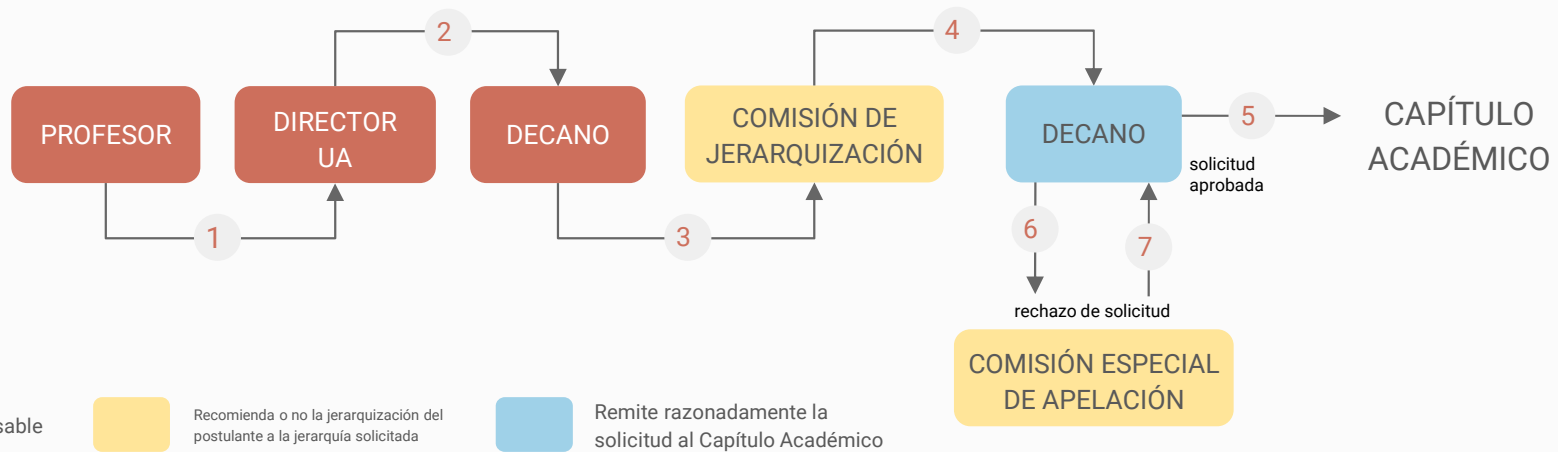 2
4
PROFESOR
DIRECTOR
UA
DECANO
COMISIÓN DE
JERARQUIZACIÓN
DECANO
5
CAPÍTULO
ACADÉMICO
solicitud
aprobada
1
3
6
7
rechazo de solicitud
COMISIÓN ESPECIAL
DE APELACIÓN
sable
Recomienda o no la jerarquización del
postulante a la jerarquía solicitada
Remite razonadamente la
solicitud al Capítulo Académico